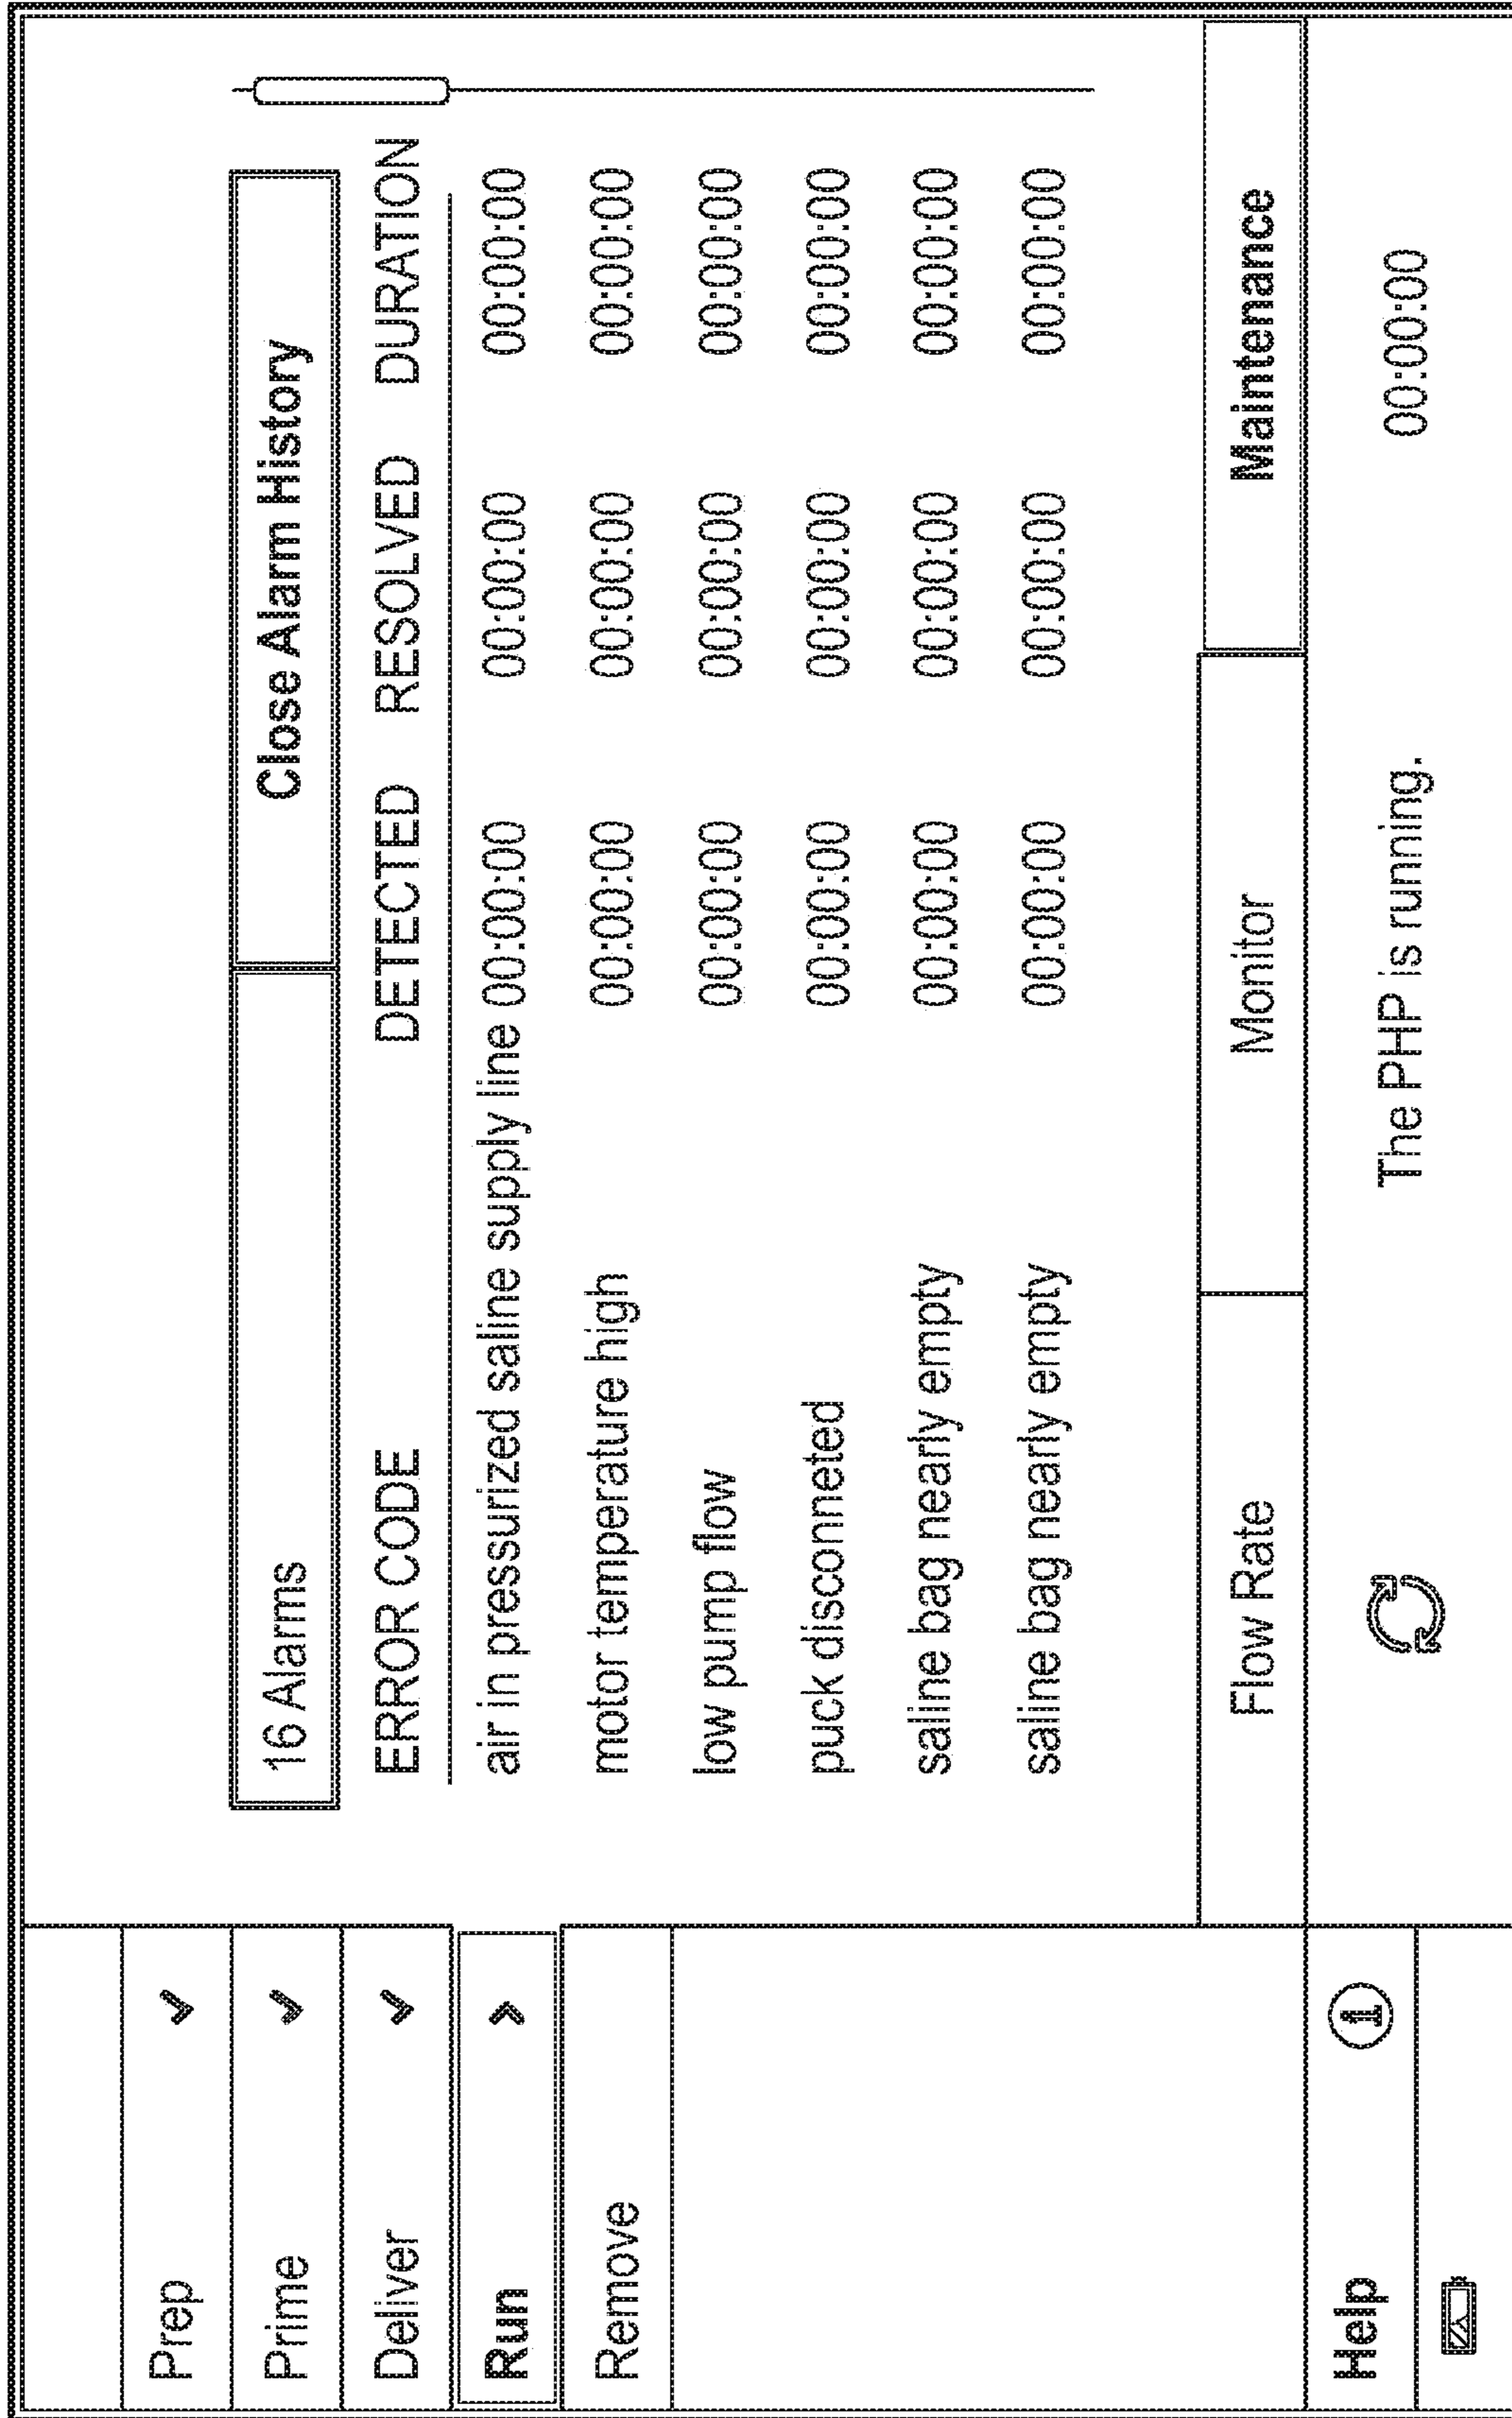 Prep
Prime
Deliver
Run
Remove
16 Alarms Close Alarm History
ERROR CODE DETECTED RESOLVED DURATION
air in pressurized saline supply line 00:00:00 00:00:00 00:00:00
motor temperature high 00:00:00 00:00:00 00:00:00
low pump flow 00:00:00 00:00:00 00:00:00
puck disconneted 00:00:00 00:00:00 00:00:00
saline bag nearly empty 00:00:00 00:00:00 00:00:00
saline bag nearly empty 00:00:00 00:00:00 00:00:00
Flow Rate Monitor Maintenance
Help i
The PHP is running. 00:00:00